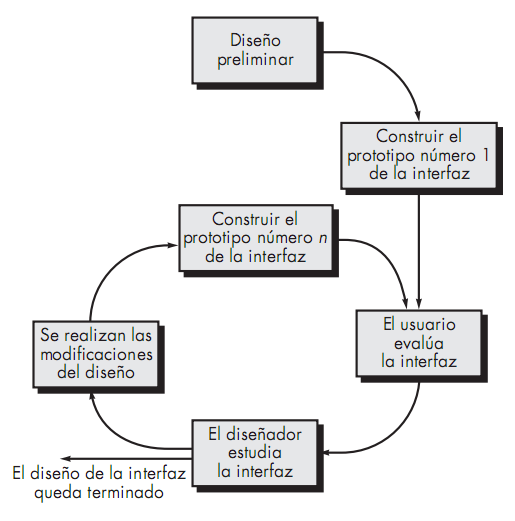 Diseño
preliminar
Construir el
prototipo número 1
de la interfaz
Construir el
prototipo número n
de la interfaz
El usuario
evalúa
la interfaz
Se realizan las
modificaciones
del diseño
El diseñador
estudia
la interfaz
El diseño de la interfaz
queda terminado